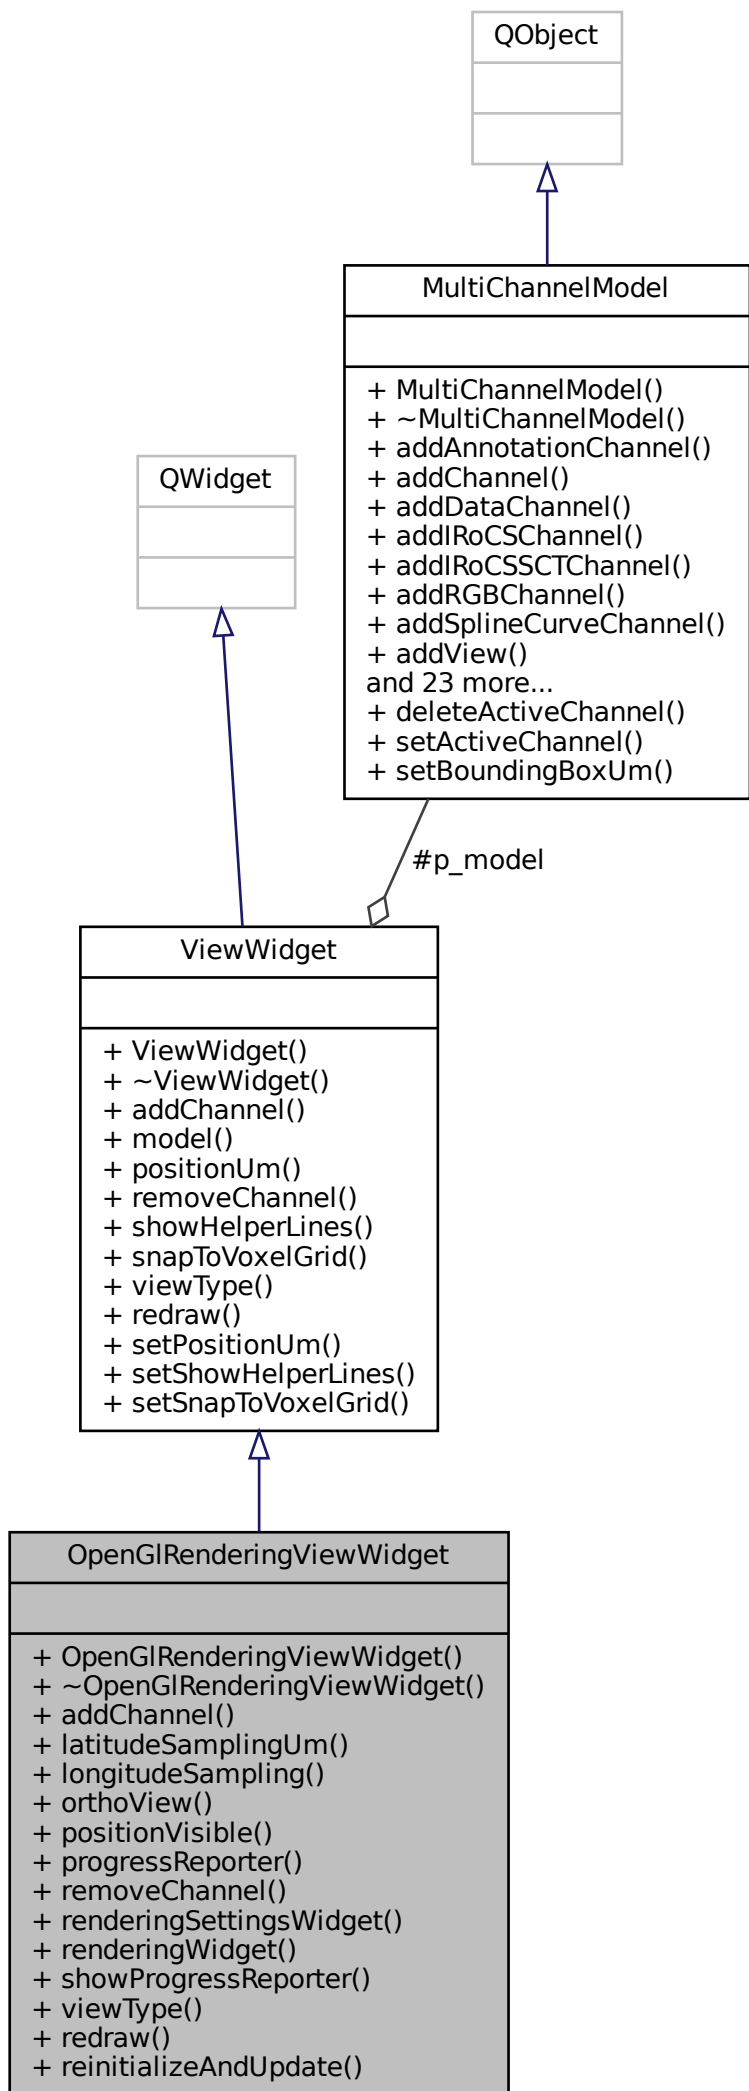 QObject
MultiChannelModel
+ MultiChannelModel()
+ ~MultiChannelModel()
+ addAnnotationChannel()
+ addChannel()
+ addDataChannel()
+ addIRoCSChannel()
+ addIRoCSSCTChannel()
+ addRGBChannel()
+ addSplineCurveChannel()
+ addView()
and 23 more...
+ deleteActiveChannel()
+ setActiveChannel()
+ setBoundingBoxUm()
QWidget
#p_model
ViewWidget
+ ViewWidget()
+ ~ViewWidget()
+ addChannel()
+ model()
+ positionUm()
+ removeChannel()
+ showHelperLines()
+ snapToVoxelGrid()
+ viewType()
+ redraw()
+ setPositionUm()
+ setShowHelperLines()
+ setSnapToVoxelGrid()
OpenGlRenderingViewWidget
+ OpenGlRenderingViewWidget()
+ ~OpenGlRenderingViewWidget()
+ addChannel()
+ latitudeSamplingUm()
+ longitudeSampling()
+ orthoView()
+ positionVisible()
+ progressReporter()
+ removeChannel()
+ renderingSettingsWidget()
+ renderingWidget()
+ showProgressReporter()
+ viewType()
+ redraw()
+ reinitializeAndUpdate()